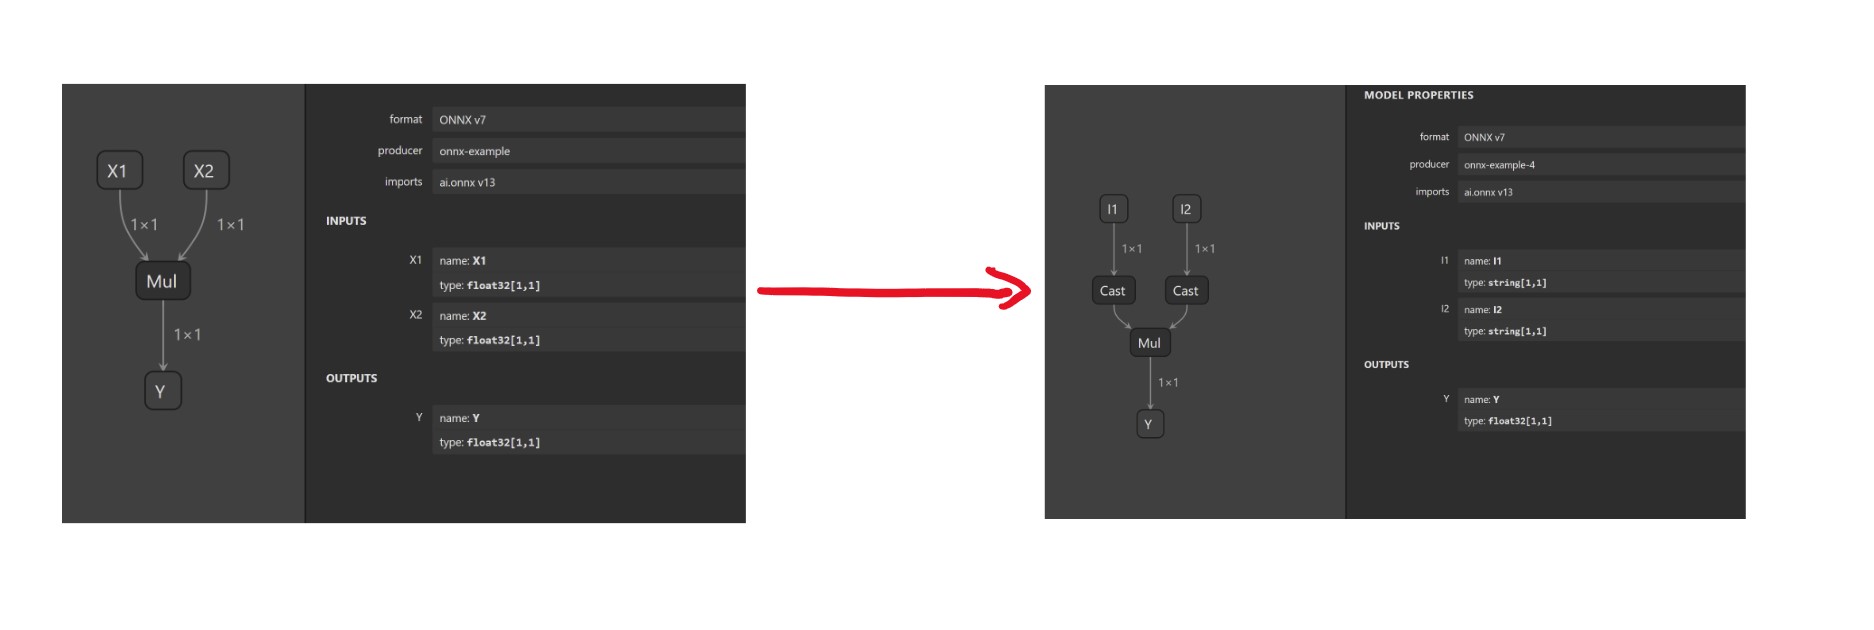 X1 X2
1×1 1×1
Mul
1×1
Y
format ONNX v7
producer onnx-example
imports ai.onnx v13
INPUTS
X1 name: X1
type: float32[1,1]
X2 name: X2
type: float32[1,1]
OUTPUTS
Y name: Y
type: float32[1,1]
I1 I2
1×1 1×1
Cast Cast
Mul
1×1
Y
MODEL PROPERTIES
format ONNX v7
producer onnx-example-4
imports ai.onnx v13
INPUTS
I1 name: I1
type: string[1,1]
I2 name: I2
type: string[1,1]
OUTPUTS
Y name: Y
type: float32[1,1]